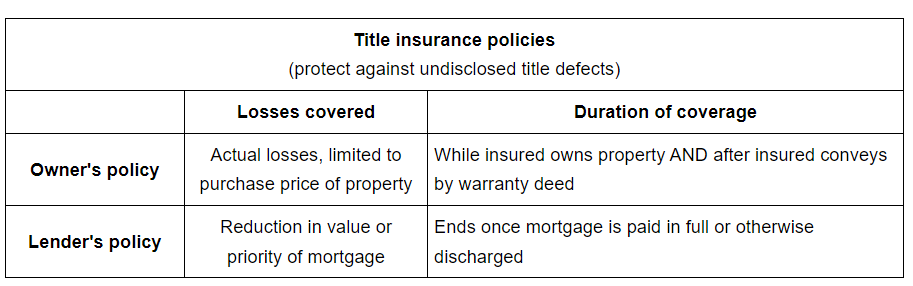 Title insurance policies
(protect against undisclosed title defects)
Losses covered
Duration of coverage
Owner's policy
Actual losses, limited to
purchase price of property
While insured owns property AND after insured conveys
by warranty deed
Lender's policy
Reduction in value or
priority of mortgage
Ends once mortgage is paid in full or otherwise
discharged